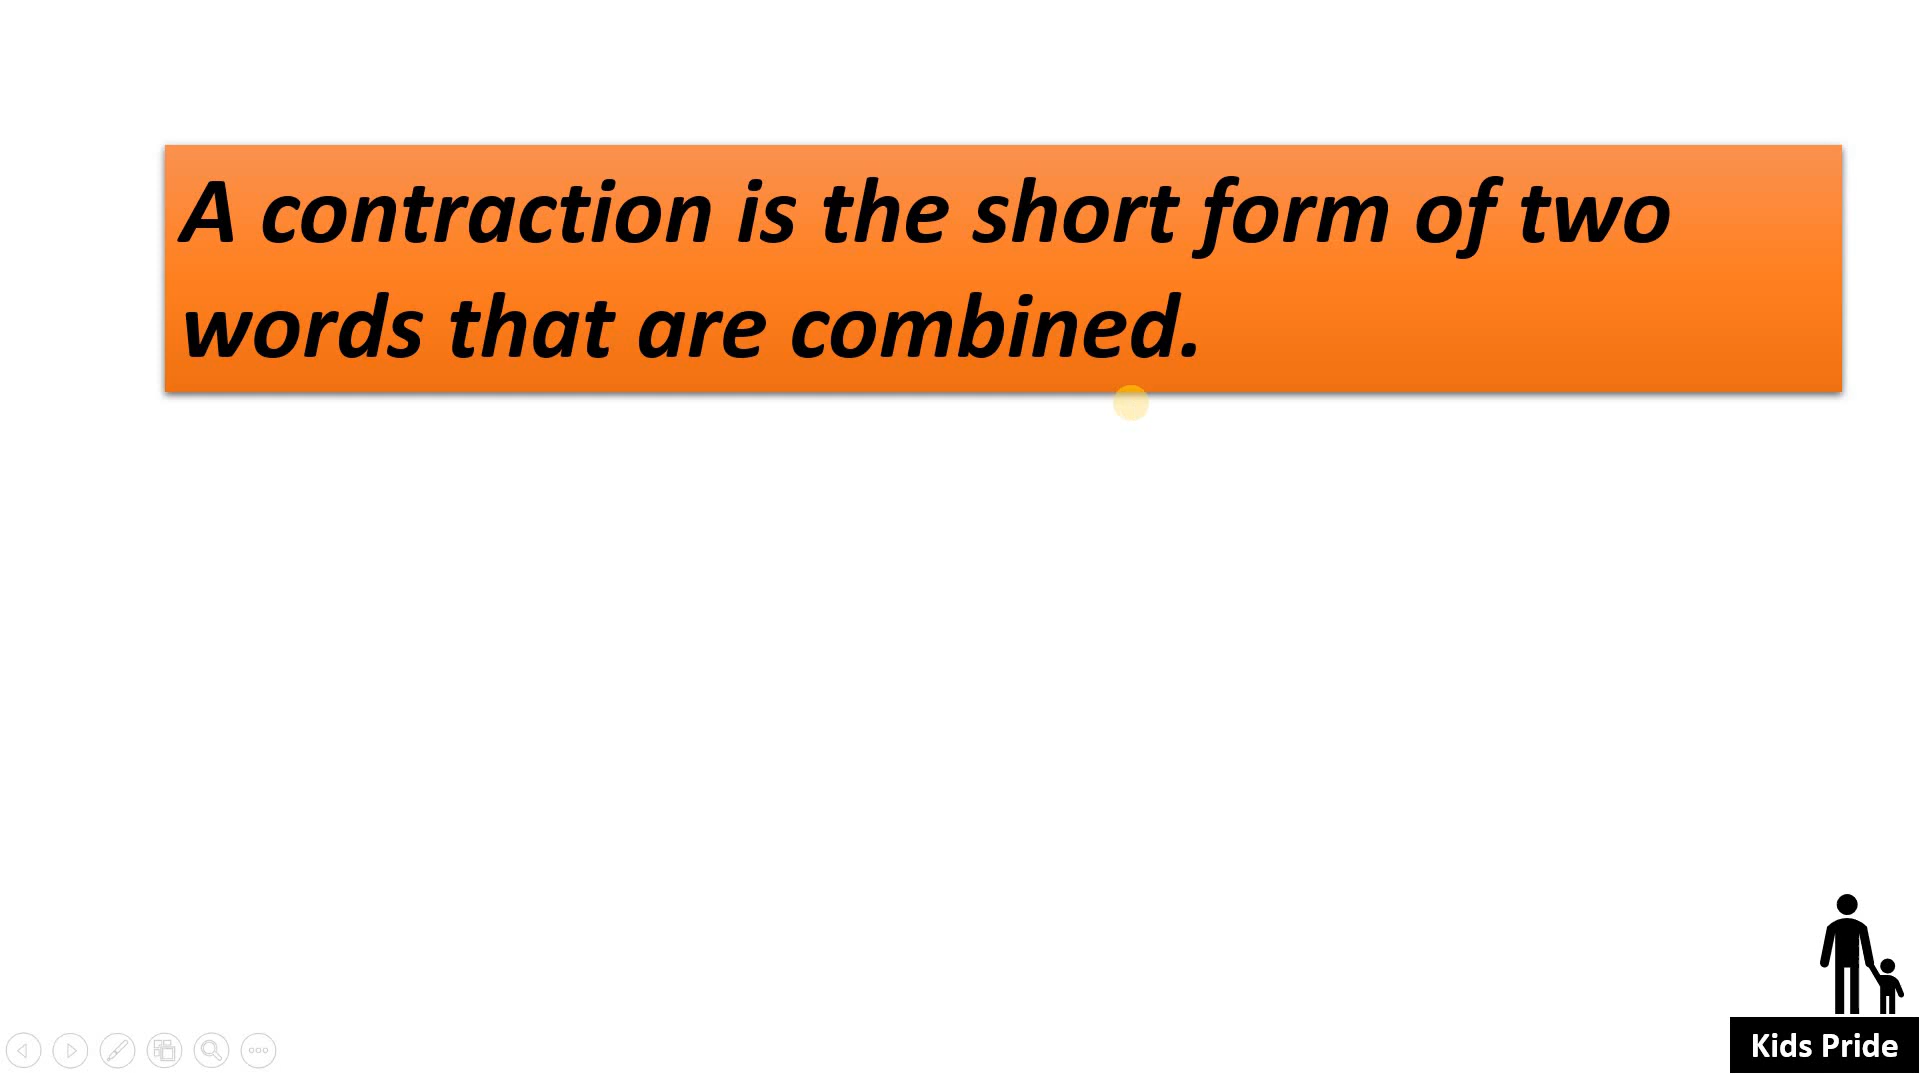 A contraction is the short form of two
words that are combined.
Kids Pride